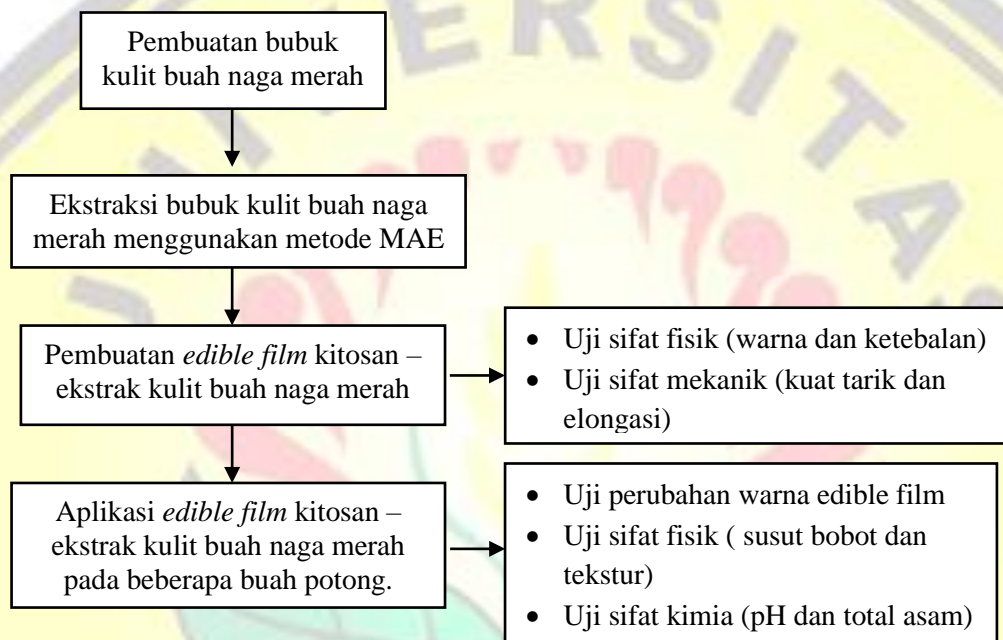 Pembuatan bubuk
kulit buah naga merah
Ekstraksi bubuk kulit buah naga
merah menggunakan metode MAE
Pembuatan edible film kitosan –
ekstrak kulit buah naga merah
• Uji sifat fisik (warna dan ketebalan)
• Uji sifat mekanik (kuat tarik dan
elongasi)
Aplikasi edible film kitosan –
ekstrak kulit buah naga merah
pada beberapa buah potong.
• Uji perubahan warna edible film
• Uji sifat fisik ( susut bobot dan
tekstur)
• Uji sifat kimia (pH dan total asam)